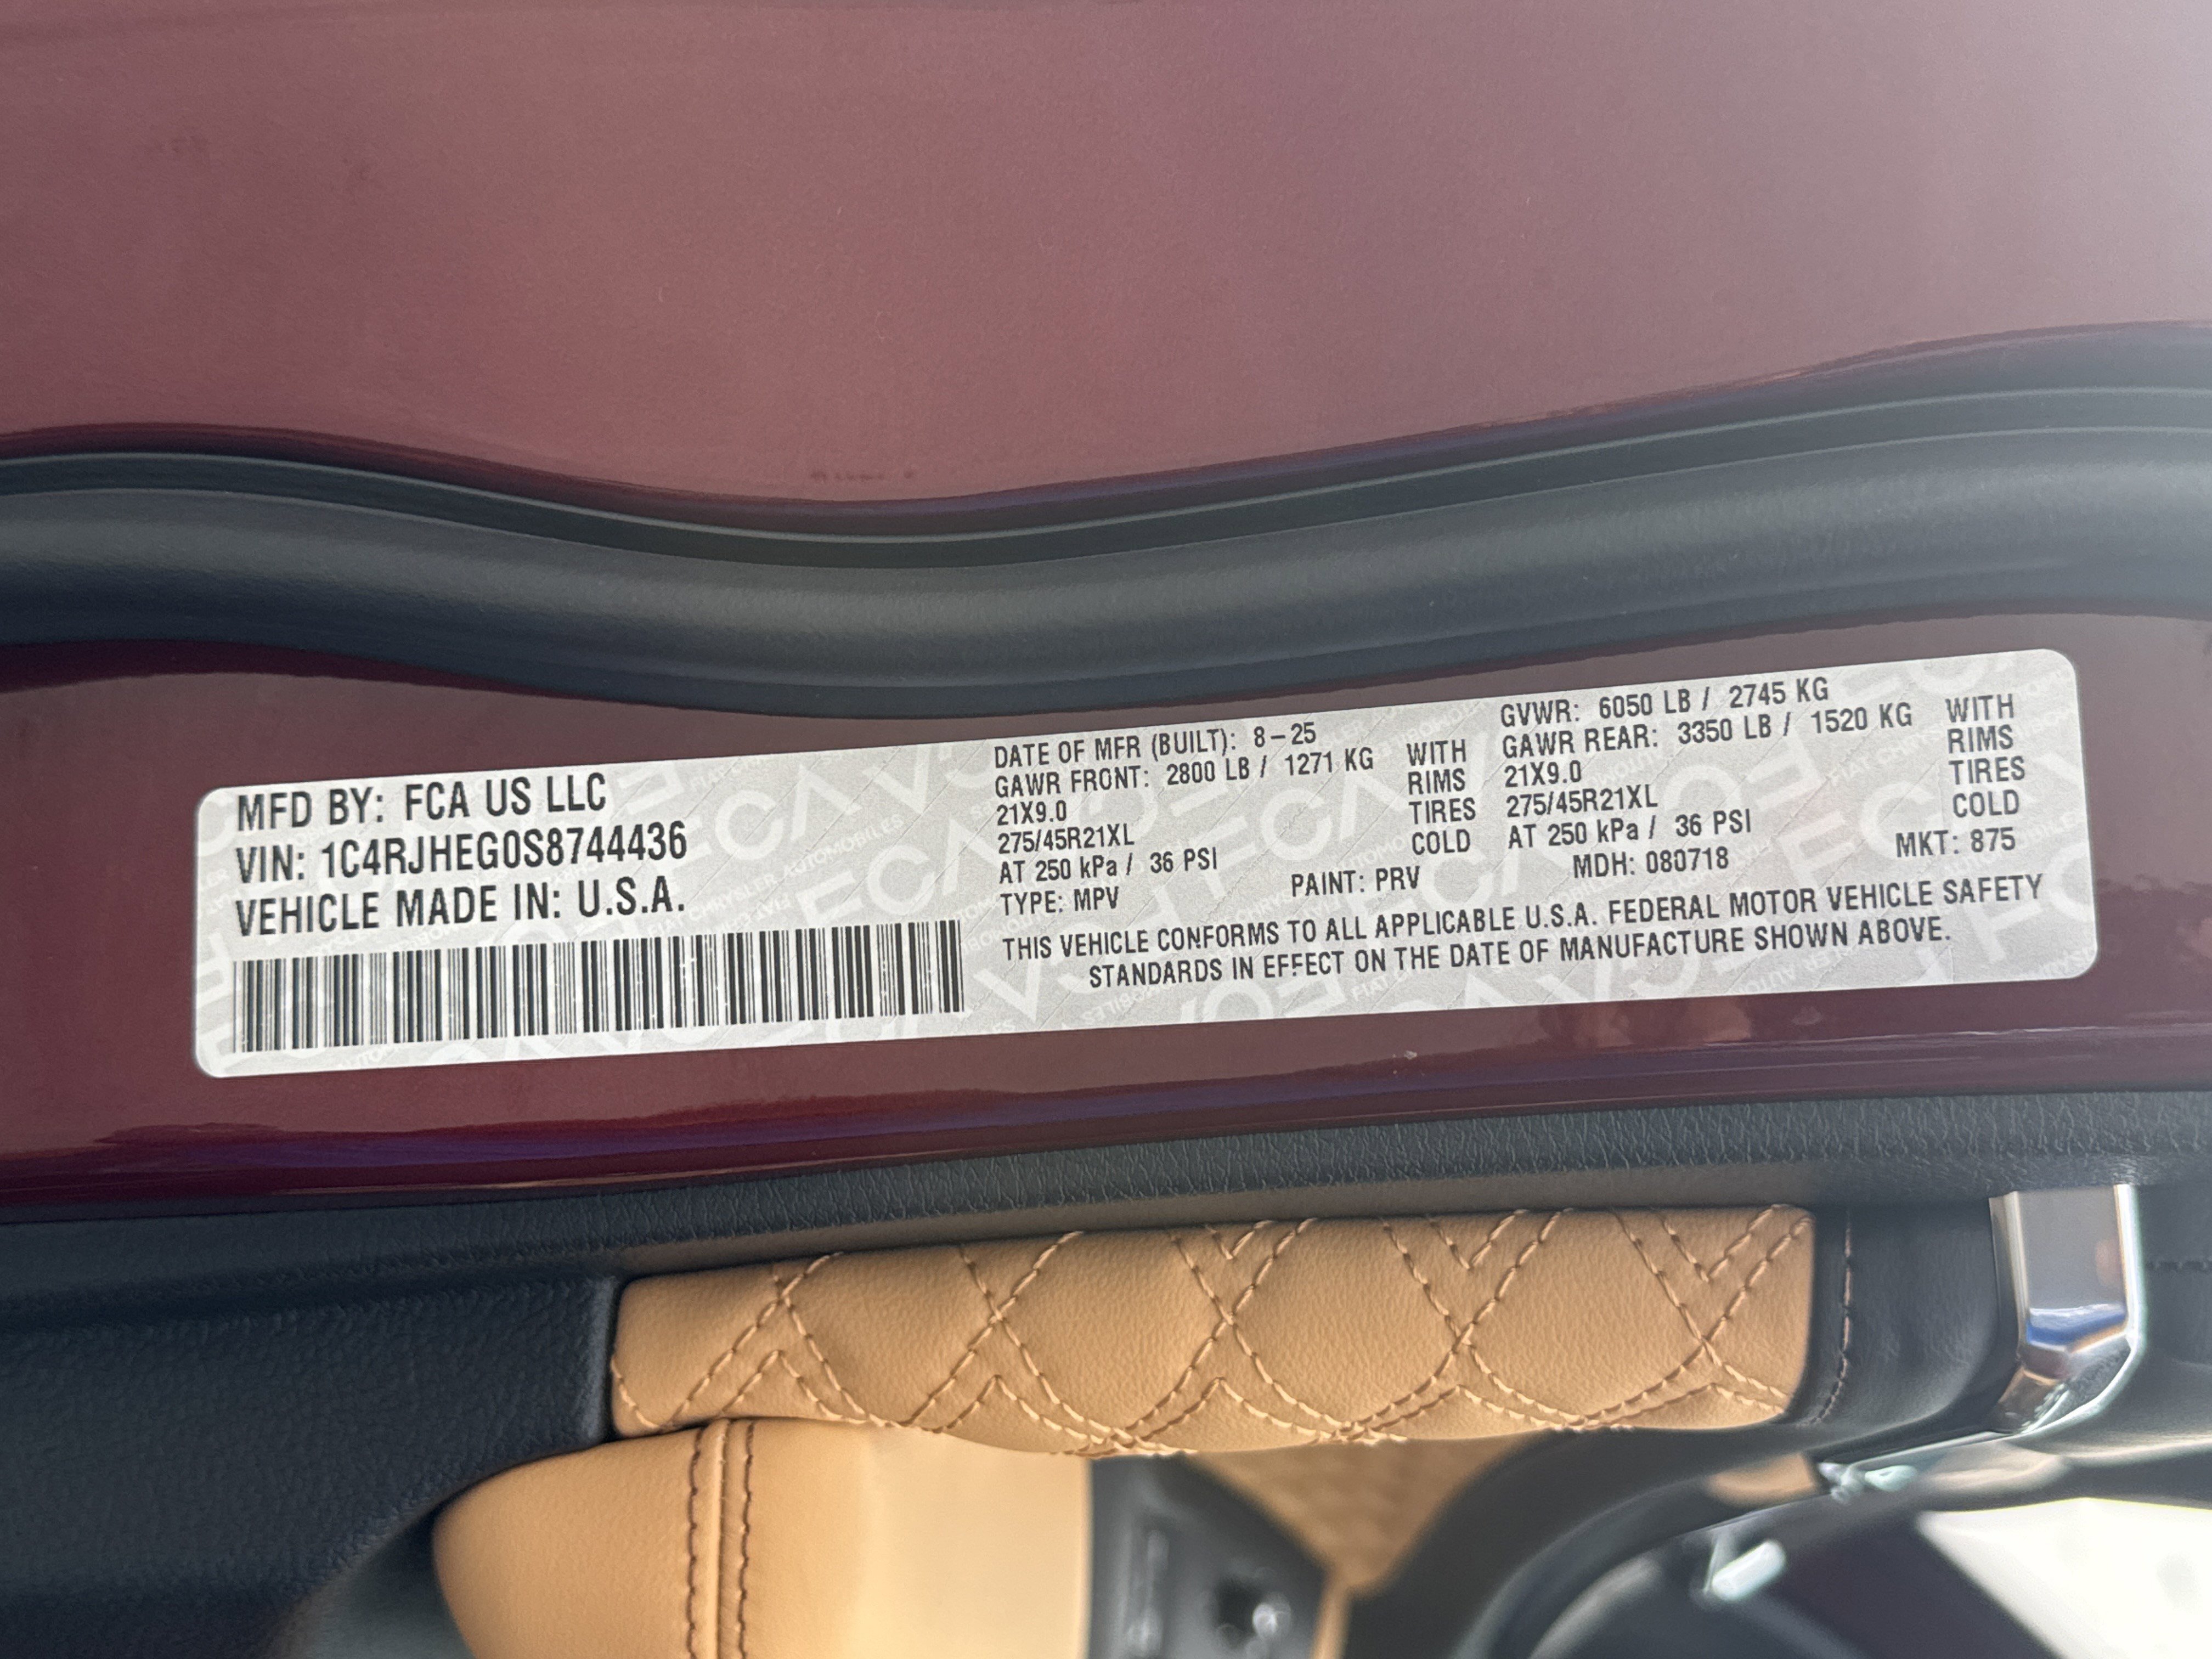 MFD BY: FCA US LLC
VIN: 1C4RJHEG0S8744436
VEHICLE MADE IN: U.S.A.
DATE OF MFR (BUILT): 8-25 GVWR: 6050 LB / 2745 KG
GAWR FRONT: 2800 LB / 1271 KG WITH GAWR REAR: 3350 LB / 1520 KG WITH
21X9.0 RIMS 21X9.0 RIMS
275/45R21XL TIRES 275/45R21XL TIRES
AT 250 kPa / 36 PSI COLD AT 250 kPa / 36 PSI COLD
TYPE: MPV PAINT: PRV MDH: 080718 MKT: 875
THIS VEHICLE CONFORMS TO ALL APPLICABLE U.S.A. FEDERAL MOTOR VEHICLE SAFETY
STANDARDS IN EFFECT ON THE DATE OF MANUFACTURE SHOWN ABOVE.